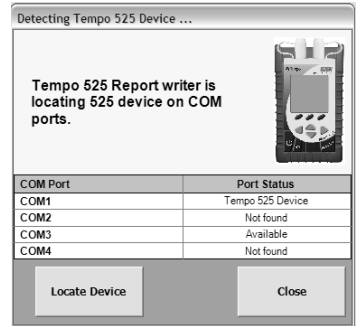 Detecting Tempo 525 Device ...
Tempo 525 Report writer is
locating 525 device on COM
ports.
COM Port Port Status
COM1 Tempo 525 Device
COM2 Not found
COM3 Available
COM4 Not found
Locate Device Close